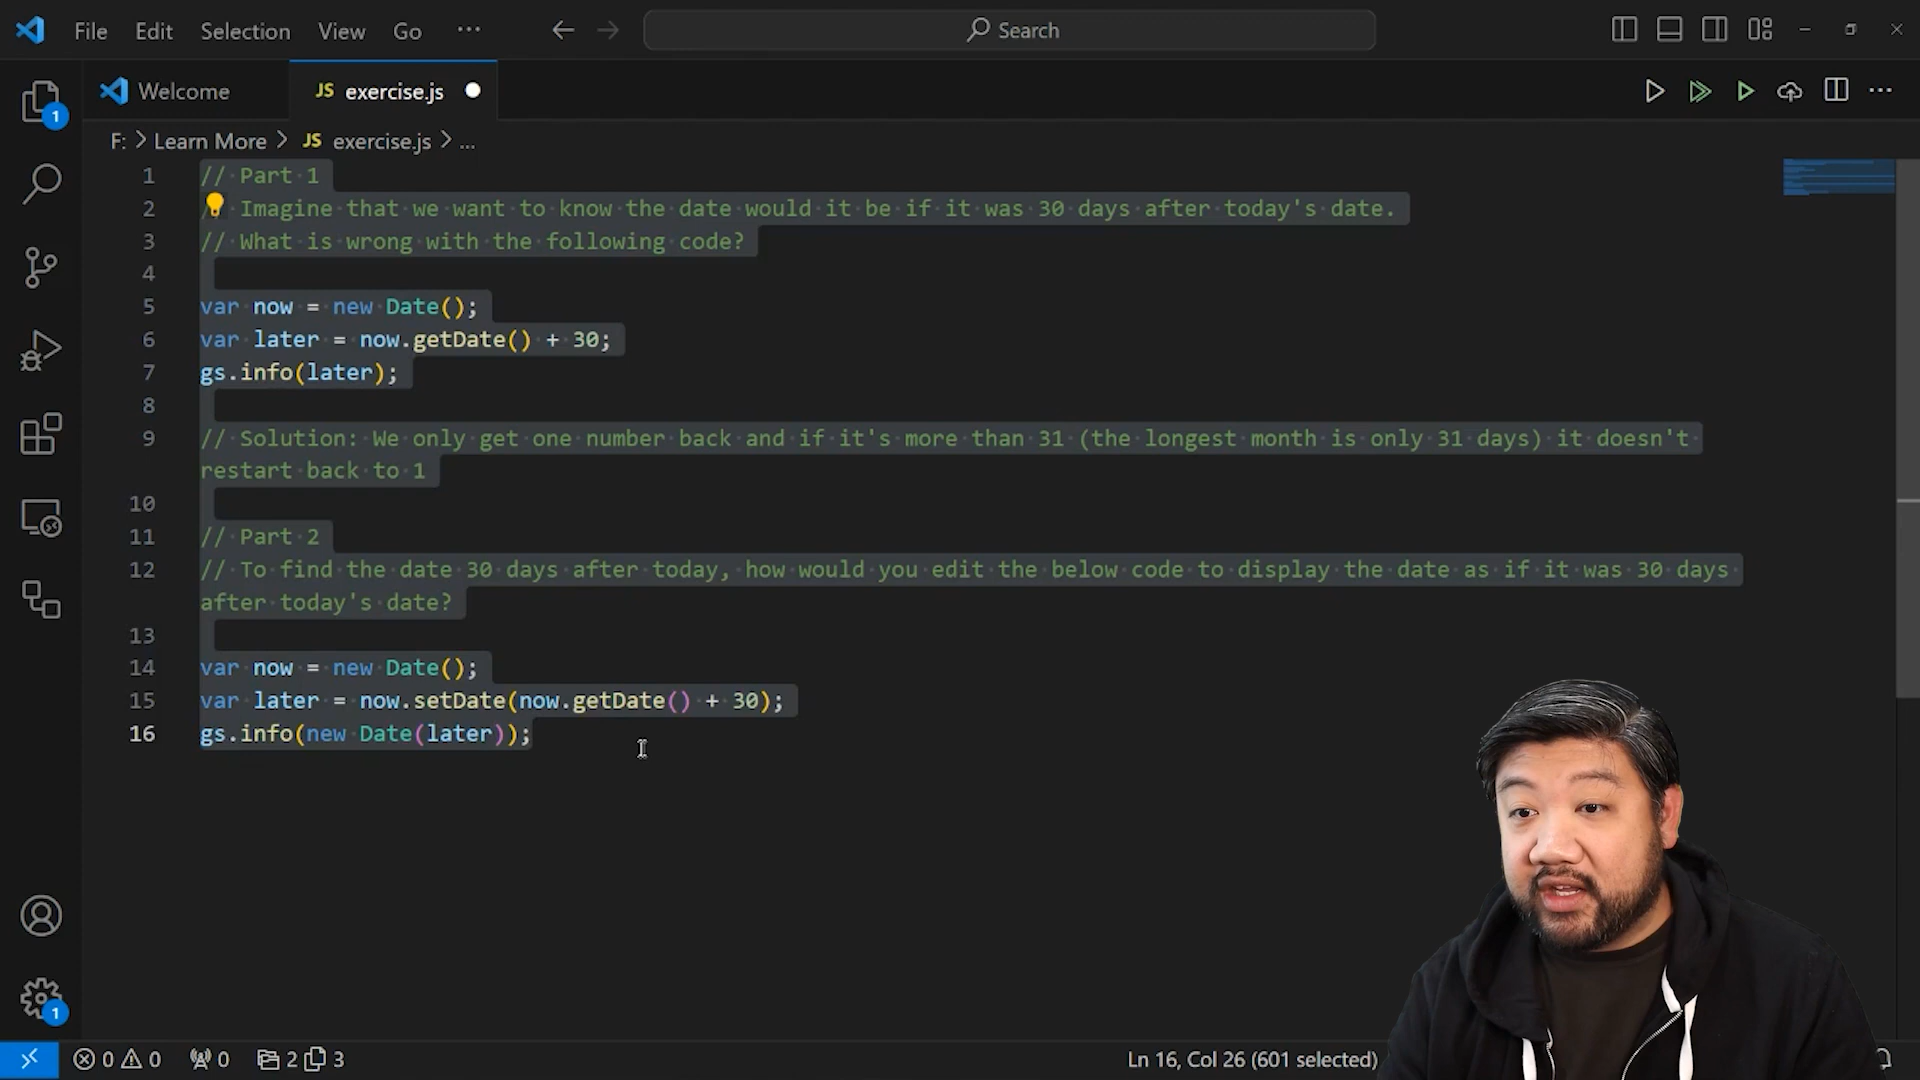 File Edit Selection View Go ··· Search
Welcome JS exercise.js
F: > Learn More > JS exercise.js > ...
1 // Part 1
2 // Imagine that we want to know the date would it be if it was 30 days after today's date.
3 // What is wrong with the following code?
4
5 var now = new Date();
6 var later = now.getDate() + 30;
7 gs.info(later);
8
9 // Solution: We only get one number back and if it's more than 31 (the longest month is only 31 days) it doesn't
restart back to 1
10
11 // Part 2
12 // To find the date 30 days after today, how would you edit the below code to display the date as if it was 30 days
after today's date?
13
14 var now = new Date();
15 var later = now.setDate(now.getDate() + 30);
16 gs.info(new Date(later));
1
1
0 0 0 2 3 Ln 16, Col 26 (601 selected)